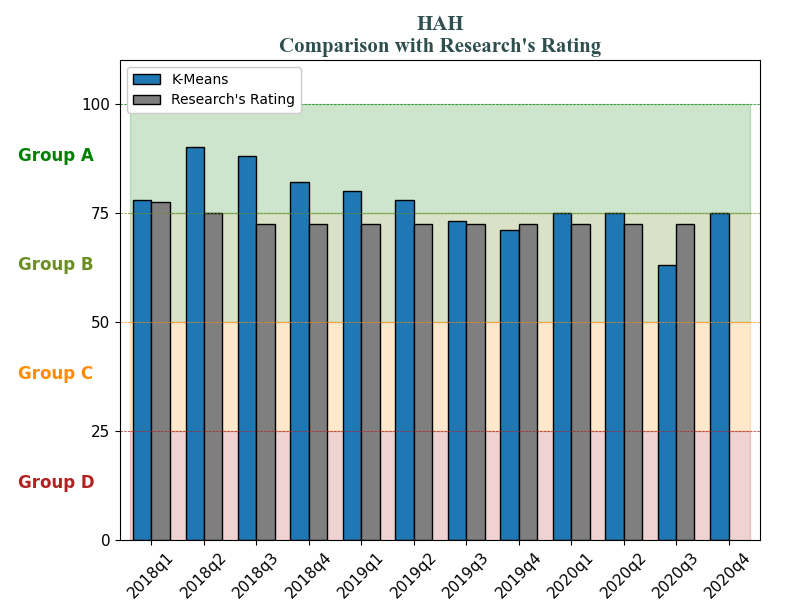 HAH
Comparison with Research's Rating
K-Means
Research's Rating
100
Group A
75
Group B
50
Group C
25
Group D
0
2018q1 2018q2 2018q3 2018q4 2019q1 2019q2 2019q3 2019q4 2020q1 2020q2 2020q3 2020q4